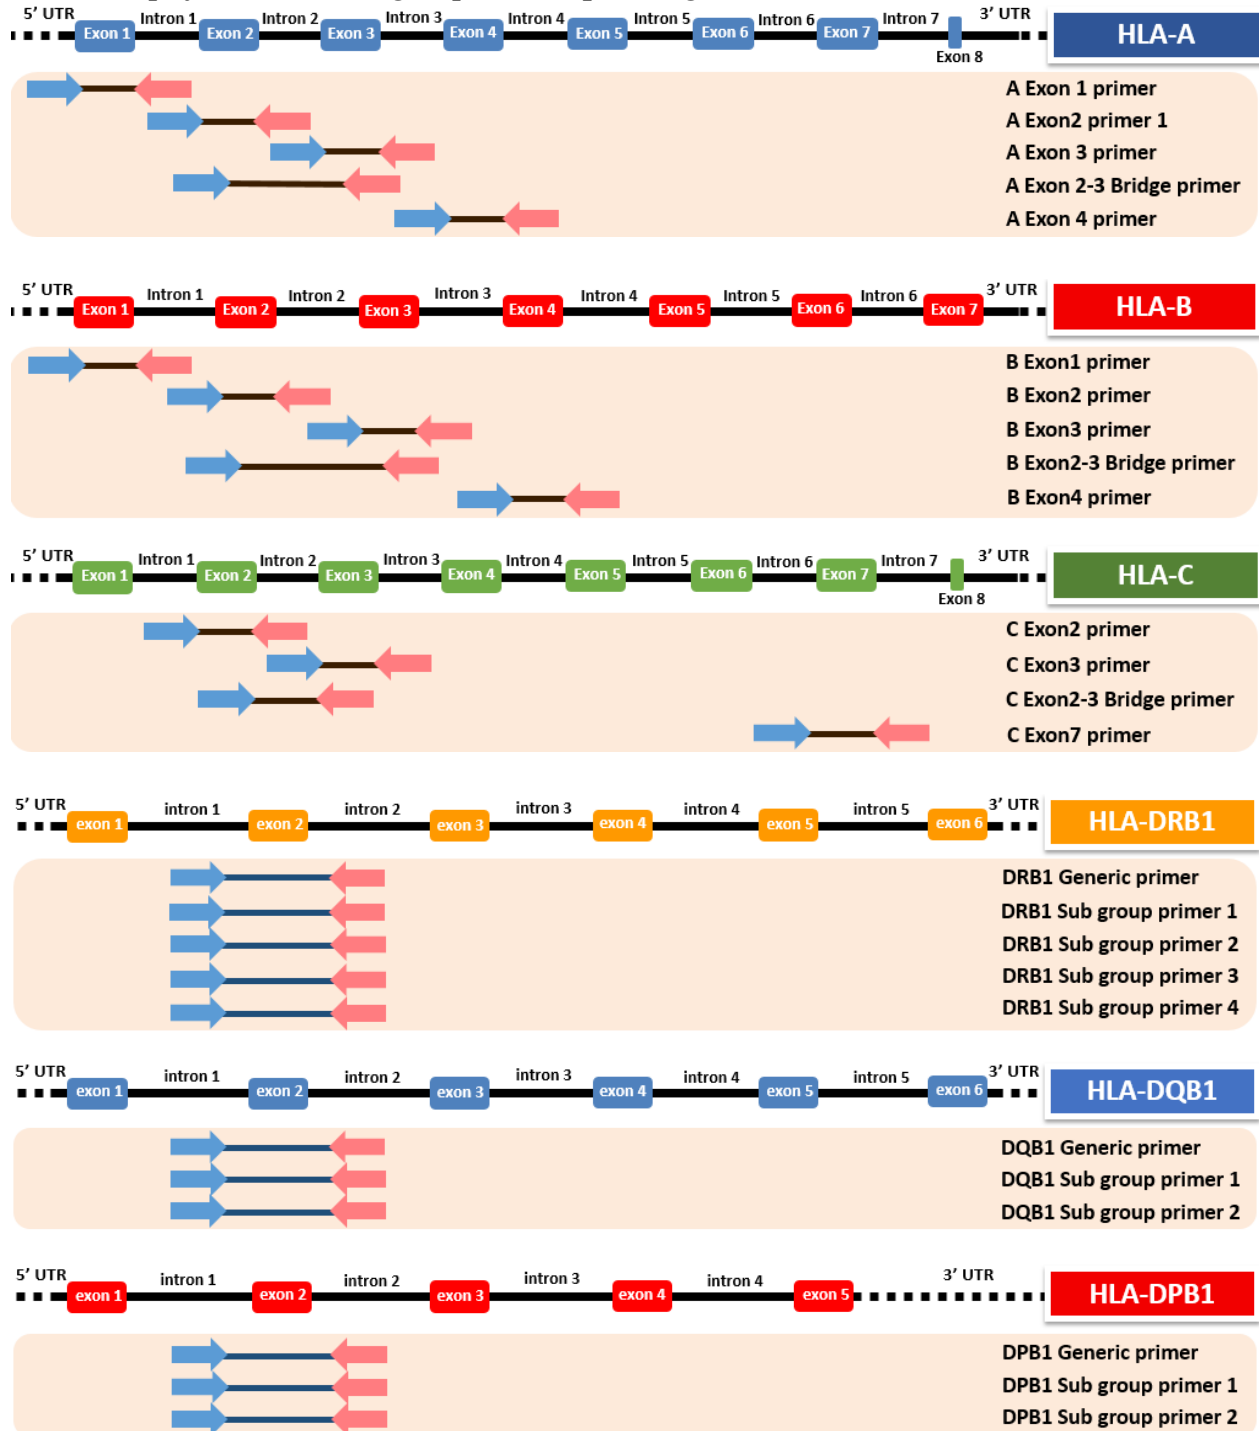 5' UTR Intron 1 Intron 2 Intron 3 Intron 4 Intron 5 Intron 6 Intron 7 3' UTR
Exon 1 Exon 2 Exon 3 Exon 4 Exon 5 Exon 6 Exon 7 HLA-A
Exon 8
A Exon 1 primer
A Exon2 primer 1
A Exon 3 primer
A Exon 2-3 Bridge primer
A Exon 4 primer
5' UTR Intron 1 Intron 2 Intron 3 Intron 4 Intron 5 Intron 6 3' UTR
Exon 1 Exon 2 Exon 3 Exon 4 Exon 5 Exon 6 Exon 7 HLA-B
B Exon1 primer
B Exon2 primer
B Exon3 primer
B Exon2-3 Bridge primer
B Exon4 primer
5' UTR Intron 1 Intron 2 Intron 3 Intron 4 Intron 5 Intron 6 Intron 7 3' UTR
Exon 1 Exon 2 Exon 3 Exon 4 Exon 5 Exon 6 Exon 7 HLA-C
Exon 8
C Exon2 primer
C Exon3 primer
C Exon2-3 Bridge primer
C Exon7 primer
5' UTR intron 1 intron 2 intron 3 intron 4 intron 5 3' UTR
exon 1 exon 2 exon 3 exon 4 exon 5 exon 6 HLA-DRB1
DRB1 Generic primer
DRB1 Sub group primer 1
DRB1 Sub group primer 2
DRB1 Sub group primer 3
DRB1 Sub group primer 4
5' UTR intron 1 intron 2 intron 3 intron 4 intron 5 3' UTR
exon 1 exon 2 exon 3 exon 4 exon 5 exon 6 HLA-DQB1
DQB1 Generic primer
DQB1 Sub group primer 1
DQB1 Sub group primer 2
5' UTR intron 1 intron 2 intron 3 intron 4 3' UTR
exon 1 exon 2 exon 3 exon 4 exon 5 HLA-DPB1
DPB1 Generic primer
DPB1 Sub group primer 1
DPB1 Sub group primer 2